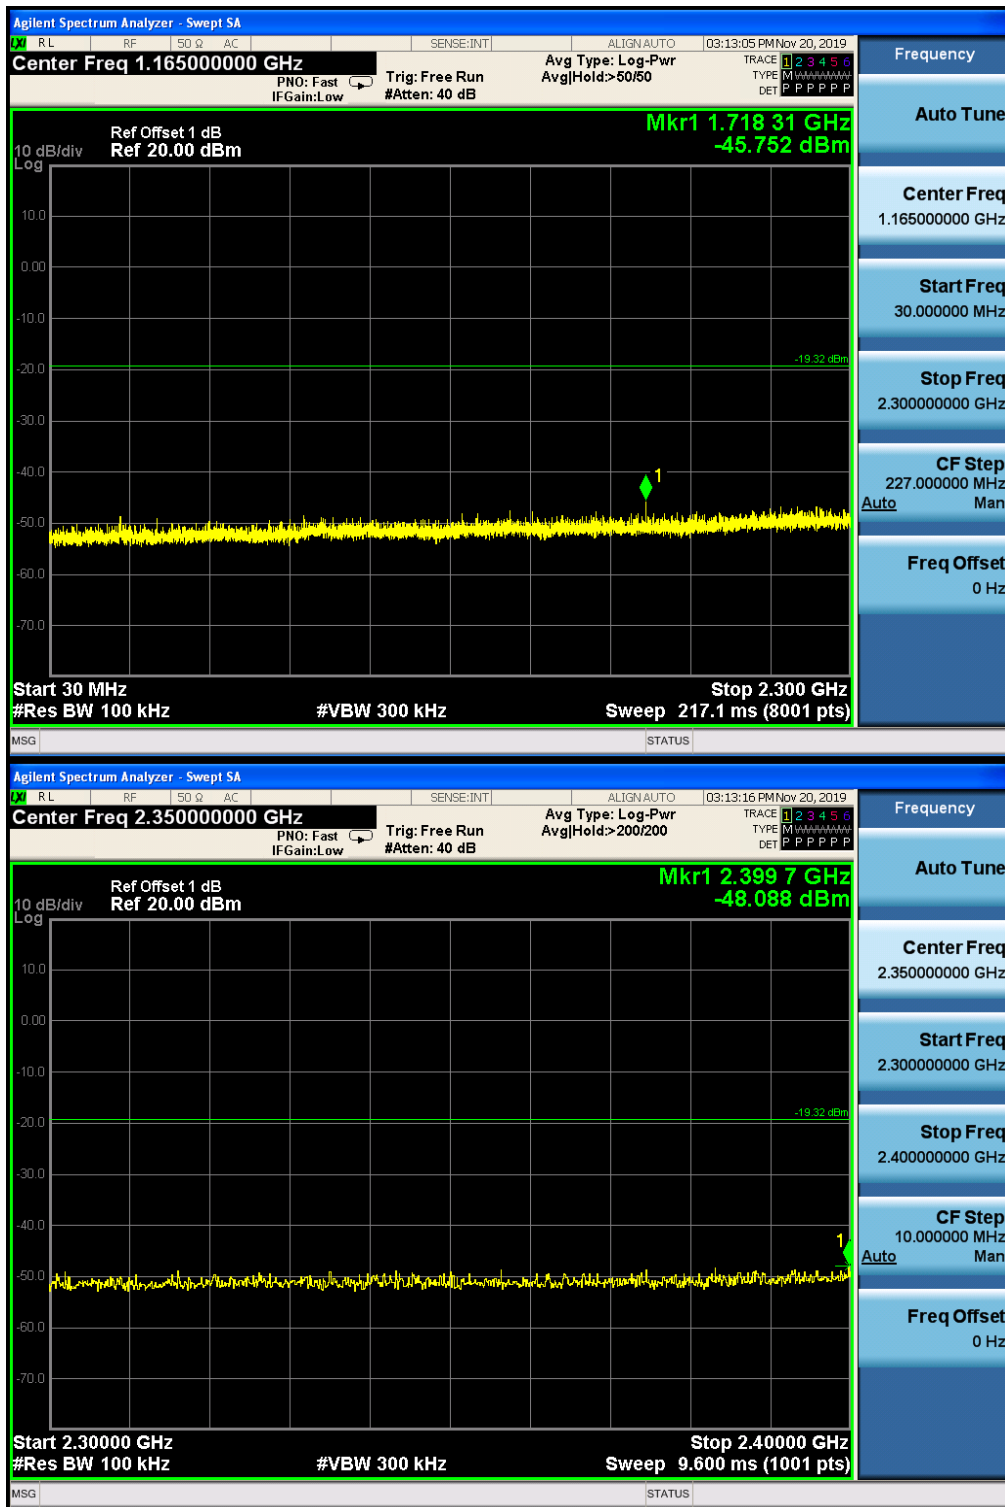 Agilent Spectrum Analyzer - Swept SA
LXI RL RF 50 Ω AC SENSE:INT ALIGN AUTO 03:13:05 PM Nov 20, 2019
Center Freq 1.165000000 GHz
PNO: Fast
IFGain:Low
Trig: Free Run
#Atten: 40 dB
Avg Type: Log-Pwr
Avg|Hold:>50/50
TRACE 1 2 3 4 5 6
TYPE M WWWWW
DET P P P P P P
Frequency
Mkr1 1.718 31 GHz
-45.752 dBm
Ref Offset 1 dB
10 dB/div Ref 20.00 dBm
Log
10.0
0.00
-10.0
-19.32 dBm
-20.0
-30.0
-40.0
1
-50.0
-60.0
-70.0
Start 30 MHz Stop 2.300 GHz
#Res BW 100 kHz #VBW 300 kHz Sweep 217.1 ms (8001 pts)
MSG STATUS
Auto Tune
Center Freq
1.165000000 GHz
Start Freq
30.000000 MHz
Stop Freq
2.300000000 GHz
CF Step
227.000000 MHz
Auto Man
Freq Offset
0 Hz
Agilent Spectrum Analyzer - Swept SA
LXI RL RF 50 Ω AC SENSE:INT ALIGN AUTO 03:13:16 PM Nov 20, 2019
Center Freq 2.350000000 GHz
PNO: Fast
IFGain:Low
Trig: Free Run
#Atten: 40 dB
Avg Type: Log-Pwr
Avg|Hold:>200/200
TRACE 1 2 3 4 5 6
TYPE M WWWWW
DET P P P P P P
Frequency
Mkr1 2.399 7 GHz
-48.088 dBm
Ref Offset 1 dB
10 dB/div Ref 20.00 dBm
Log
10.0
0.00
-10.0
-19.32 dBm
-20.0
-30.0
-40.0
1
-50.0
-60.0
-70.0
Start 2.30000 GHz Stop 2.40000 GHz
#Res BW 100 kHz #VBW 300 kHz Sweep 9.600 ms (1001 pts)
MSG STATUS
Auto Tune
Center Freq
2.350000000 GHz
Start Freq
2.300000000 GHz
Stop Freq
2.400000000 GHz
CF Step
10.000000 MHz
Auto Man
Freq Offset
0 Hz